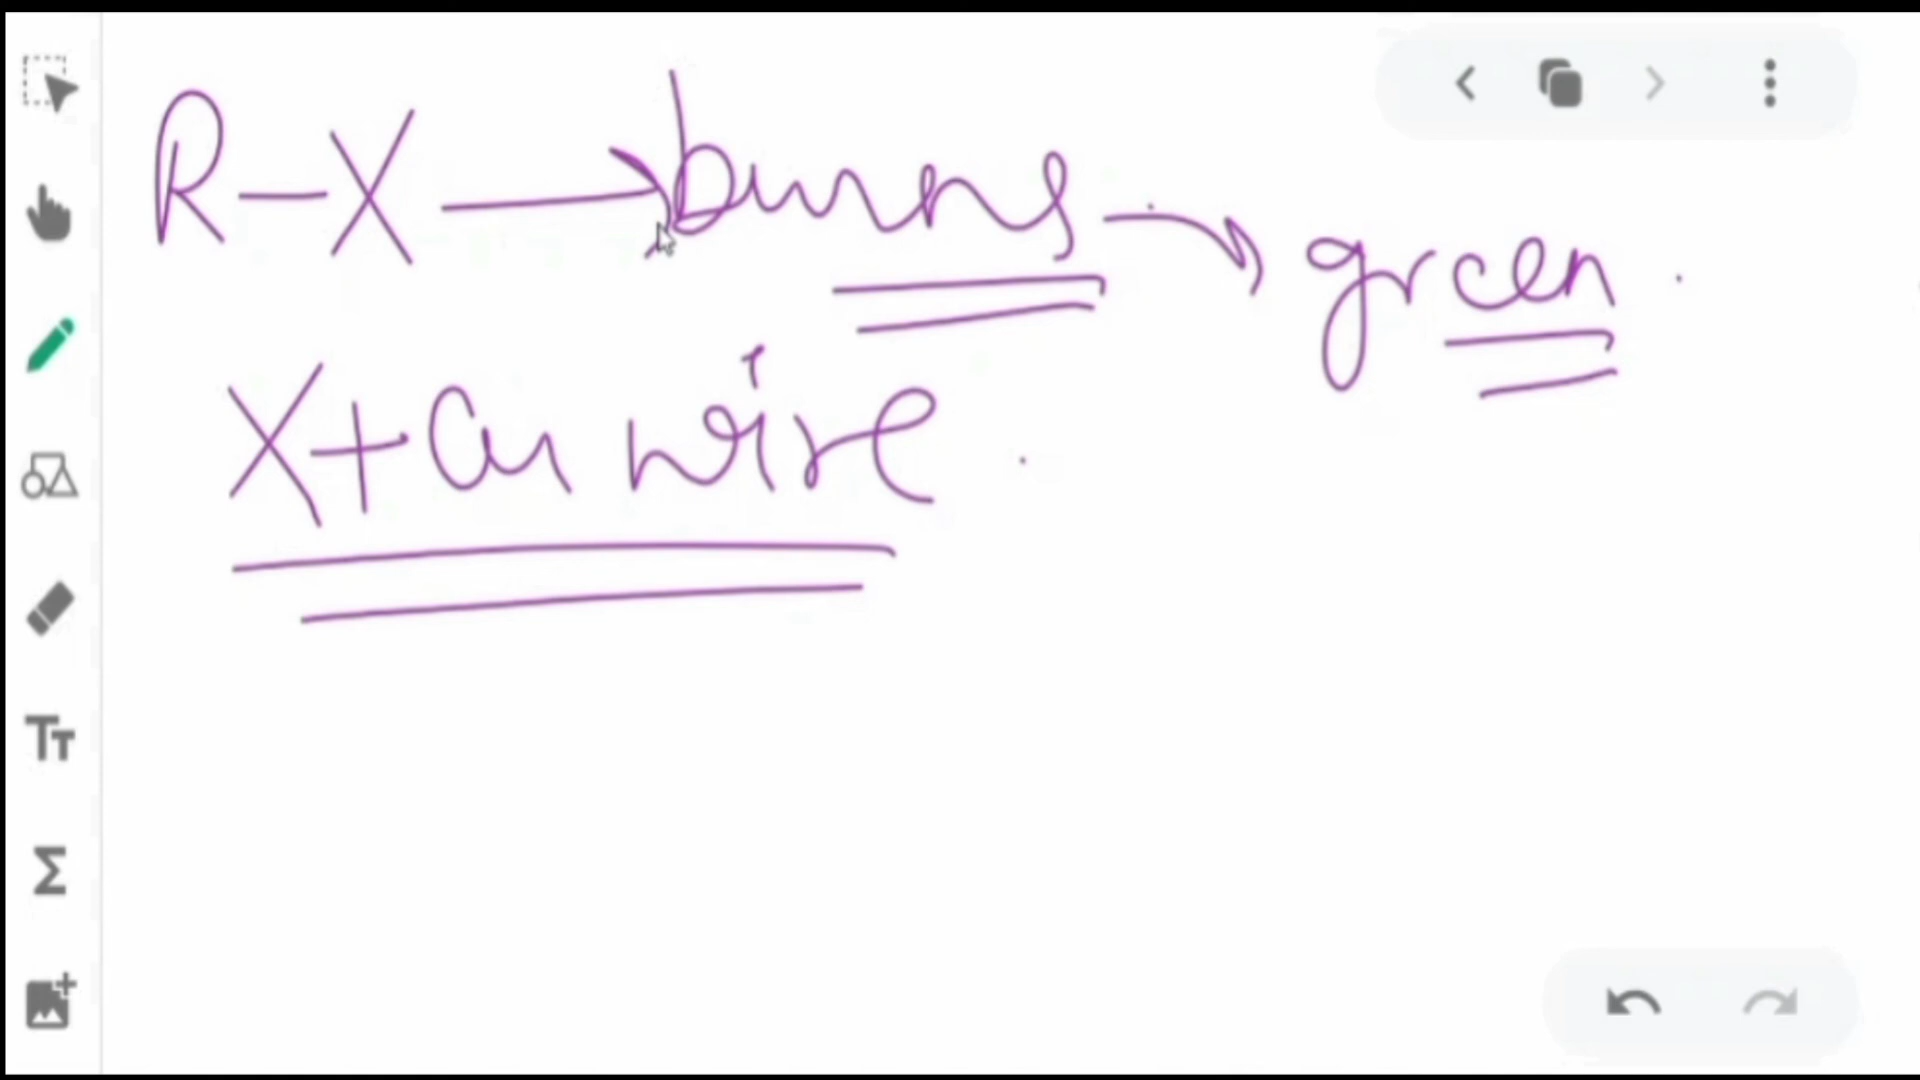 R-X → burns → green.
X + Cu wire.